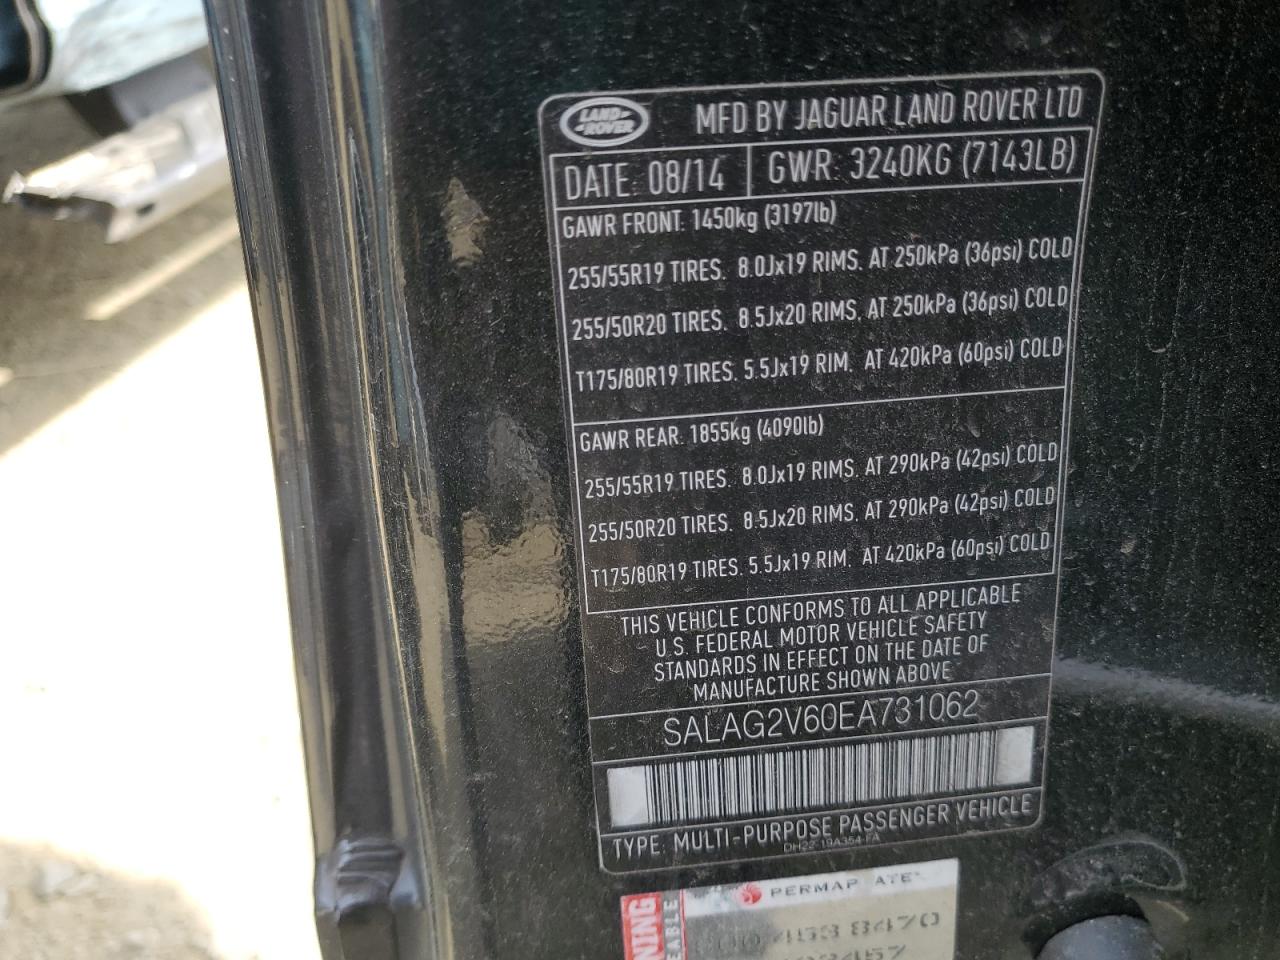 LAND-
-ROVER
MFD BY JAGUAR LAND ROVER LTD
DATE: 08/14 GWR: 3240KG (7143LB)
GAWR FRONT: 1450kg (3197lb)
255/55R19 TIRES. 8.0Jx19 RIMS. AT 250kPa (36psi) COLD
255/50R20 TIRES. 8.5Jx20 RIMS. AT 250kPa (36psi) COLD
T175/80R19 TIRES. 5.5Jx19 RIM. AT 420kPa (60psi) COLD
GAWR REAR: 1855kg (4090lb)
255/55R19 TIRES. 8.0Jx19 RIMS. AT 290kPa (42psi) COLD
255/50R20 TIRES. 8.5Jx20 RIMS. AT 290kPa (42psi) COLD
T175/80R19 TIRES. 5.5Jx19 RIM. AT 420kPa (60psi) COLD
THIS VEHICLE CONFORMS TO ALL APPLICABLE
U.S. FEDERAL MOTOR VEHICLE SAFETY
STANDARDS IN EFFECT ON THE DATE OF
MANUFACTURE SHOWN ABOVE
SALAG2V60EA731062
TYPE: MULTI-PURPOSE PASSENGER VEHICLE
DH22-19A354-FA
8470